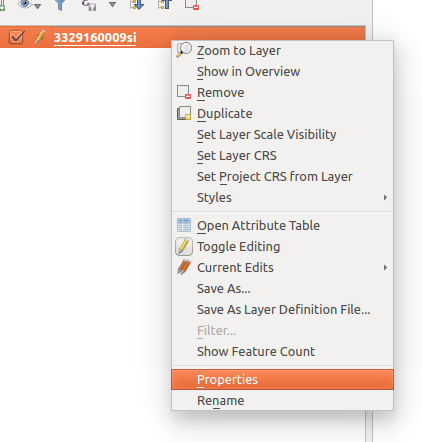 3329160009si
Zoom to Layer
Show in Overview
Remove
Duplicate
Set Layer Scale Visibility
Set Layer CRS
Set Project CRS from Layer
Styles
Open Attribute Table
Toggle Editing
Current Edits
Save As...
Save As Layer Definition File...
Filter...
Show Feature Count
Properties
Rename